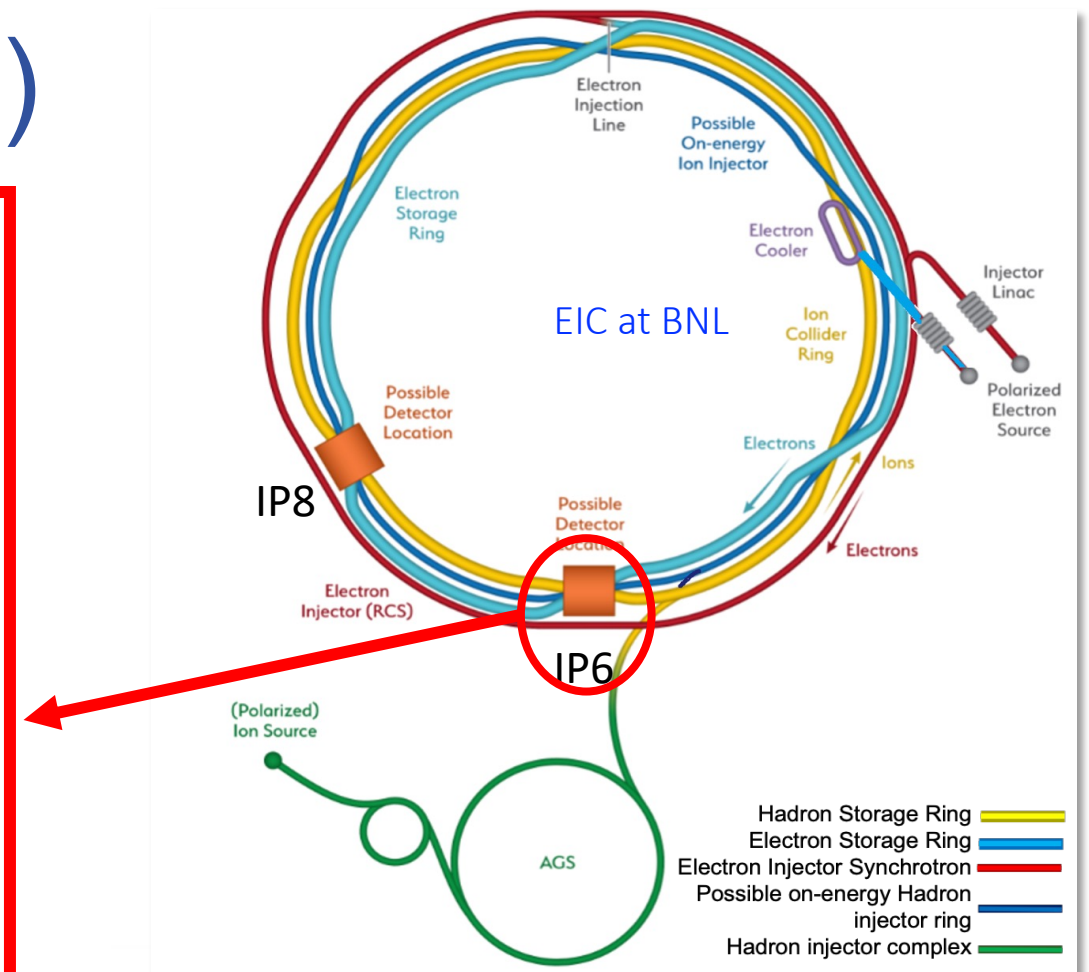 )
Electron
Injection
Line
Possible
On-energy
Ion Injector
Electron
Storage
Ring
Electron
Cooler
Injector
Linac
EIC at BNL
Ion
Collider
Ring
Polarized
Electron
Source
Possible
Detector
Location
Electrons
Ions
IP8
Possible
Detector
Location
Electrons
Electron
Injector (RCS)
IP6
(Polarized)
Ion Source
AGS
Hadron Storage Ring
Electron Storage Ring
Electron Injector Synchrotron
Possible on-energy Hadron
injector ring
Hadron injector complex